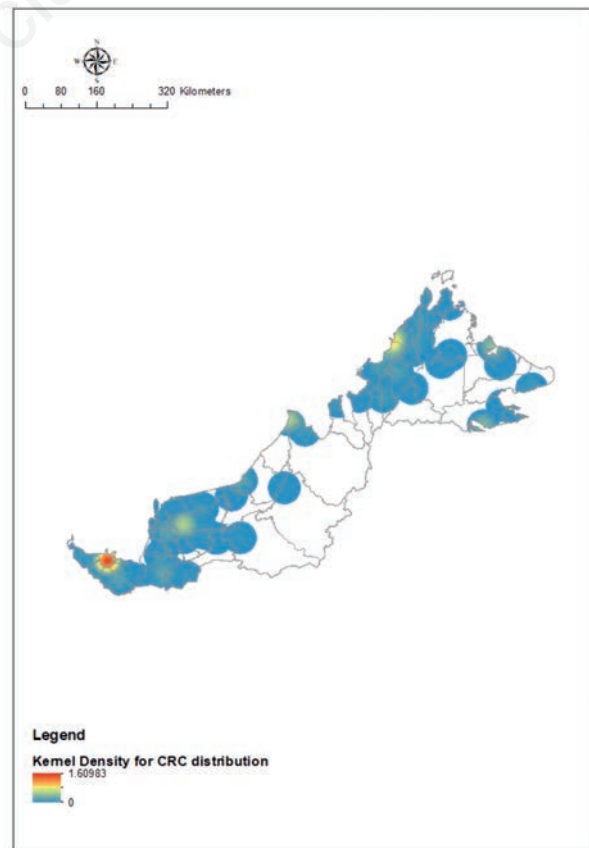 N
W E
S
0 80 160 320 Kilometers
Legend
Kernel Density for CRC distribution
1.60983
0